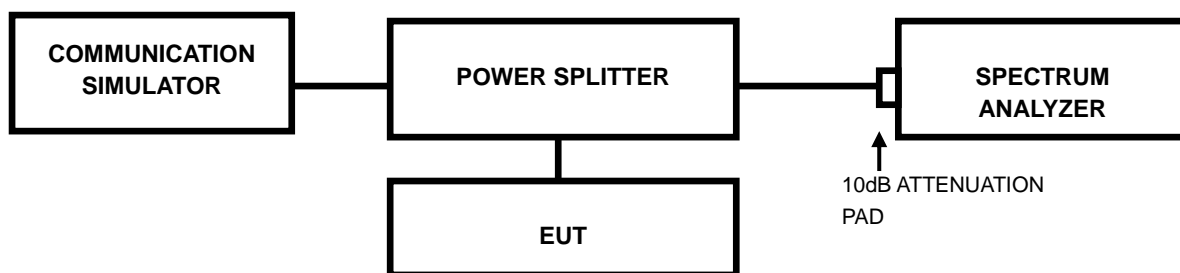 COMMUNICATION
SIMULATOR
POWER SPLITTER
SPECTRUM
ANALYZER
10dB ATTENUATION
PAD
EUT